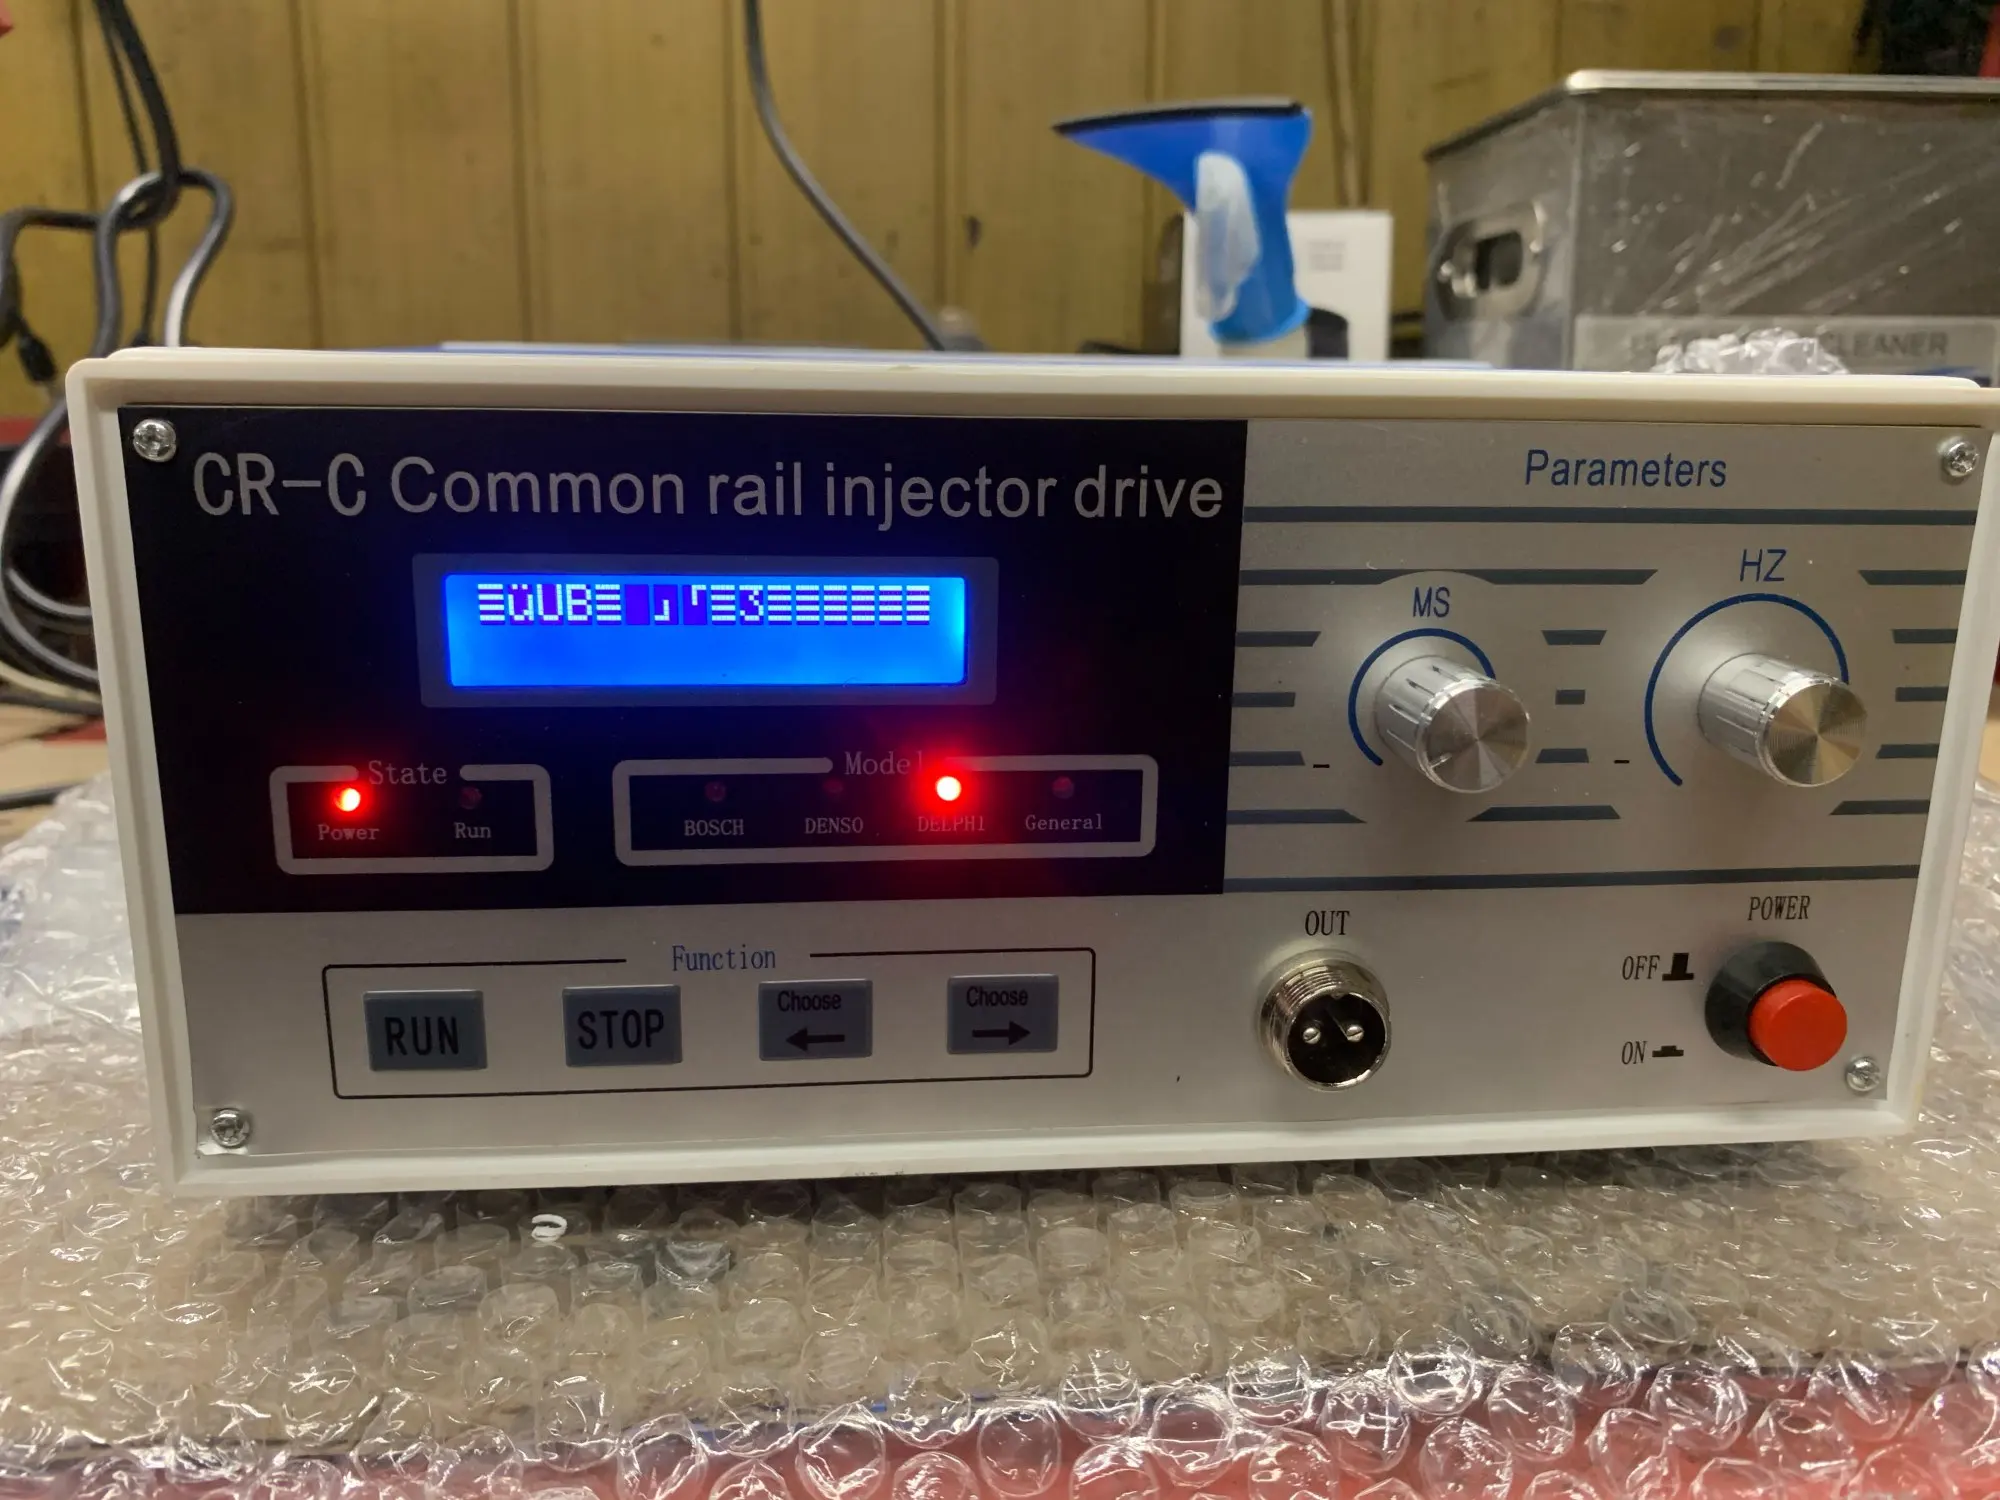 CLEANER
CR-C Common rail injector drive
Parameters
MS
HZ
State
Model
Power
Run
BOSCH
DENSO
DELPHI
General
Function
RUN
STOP
Choose
←
Choose
→
OUT
POWER
OFF
ON